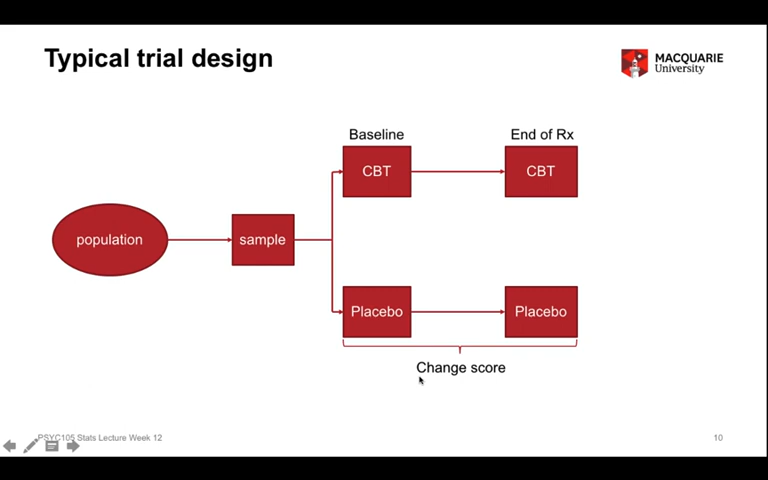 Typical trial design
MACQUARIE
University
Baseline
End of Rx
CBT
CBT
population
sample
Placebo
Placebo
Change score
PSYC105 Stats Lecture Week 12
10